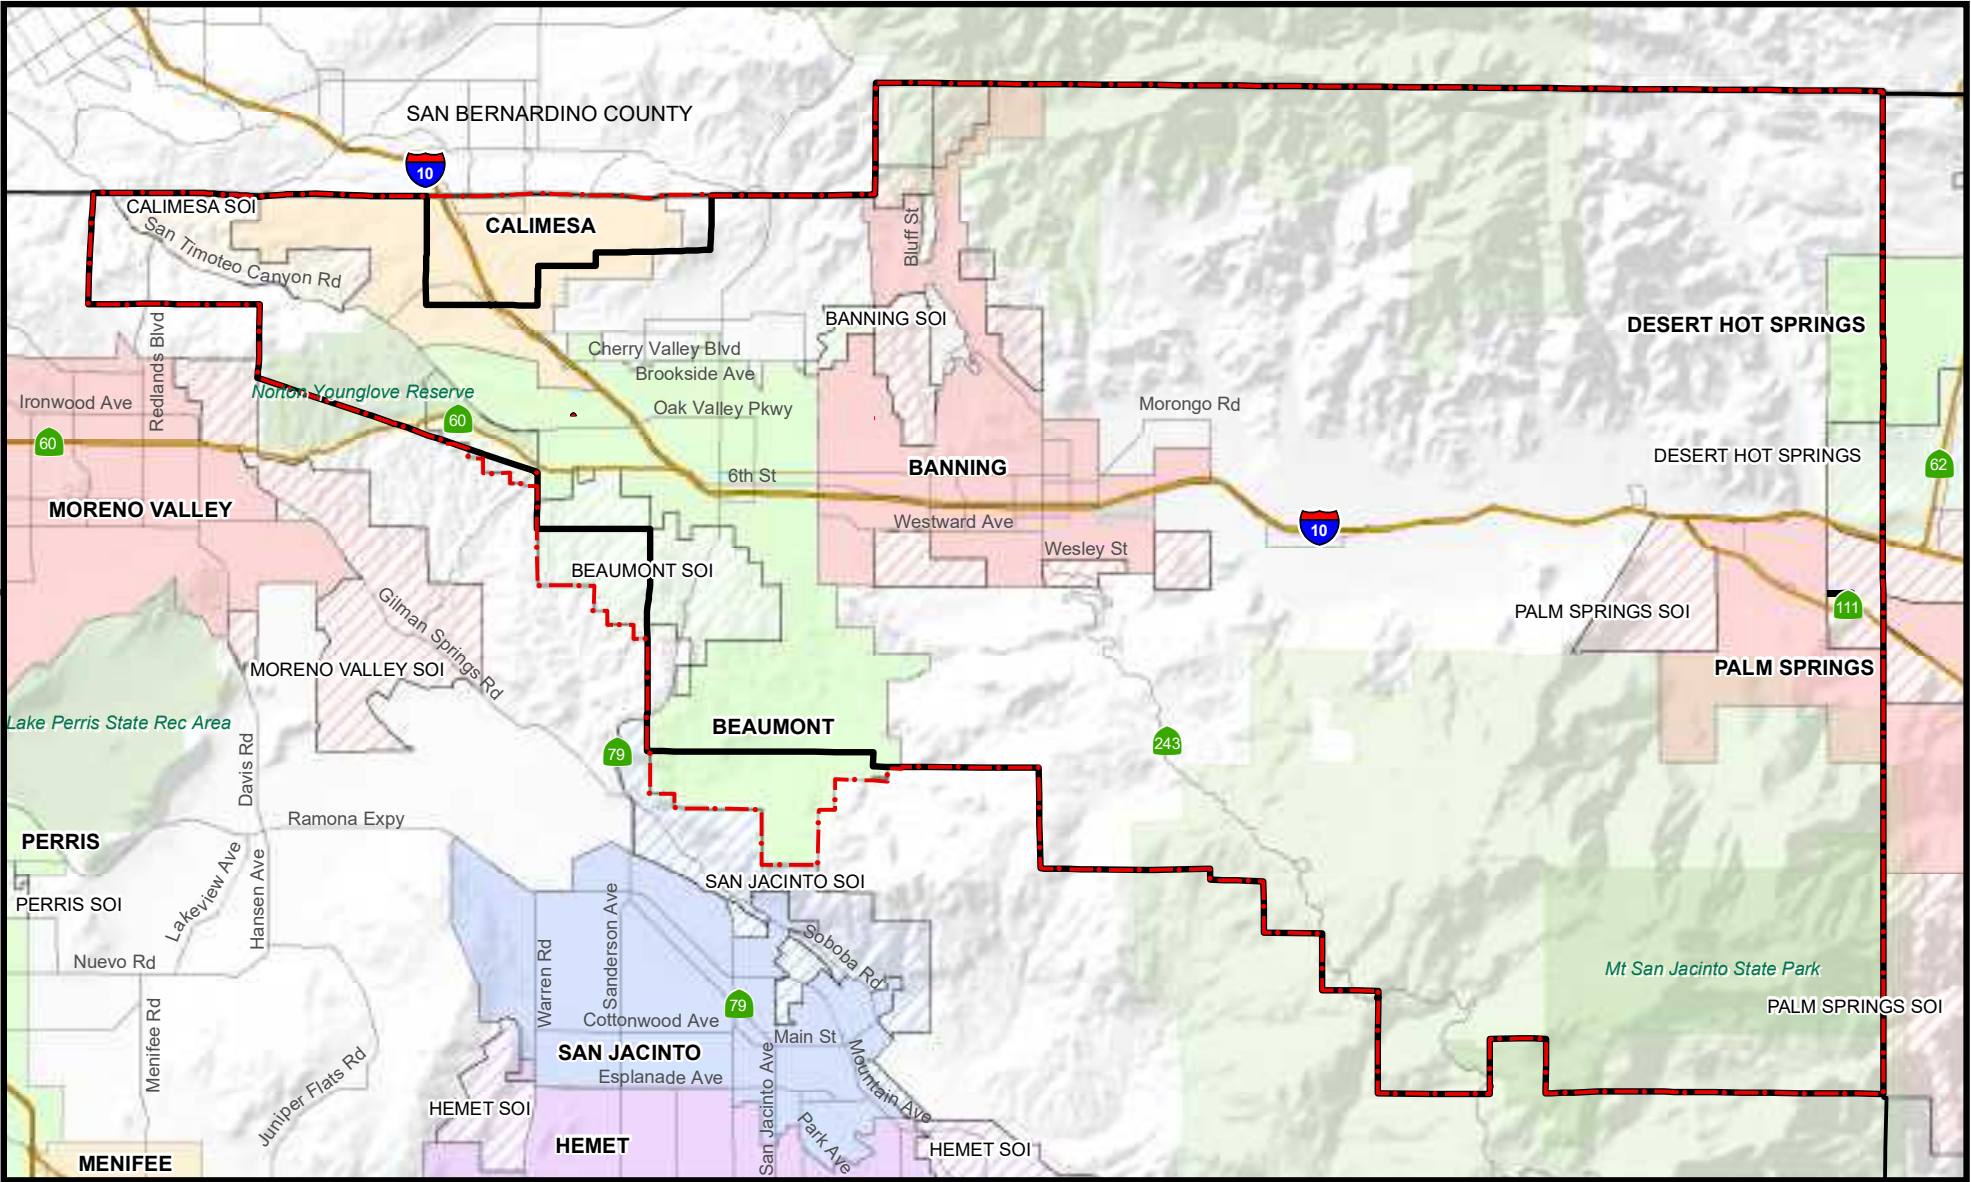 SAN BERNARDINO COUNTY
10
CALIMESA SOI
CALIMESA
San Timoteo Canyon Rd
Bluff St
BANNING SOI
DESERT HOT SPRINGS
Redlands Blvd
Cherry Valley Blvd
Brookside Ave
Norton Younglove Reserve
Ironwood Ave
Oak Valley Pkwy
Morongo Rd
60
60
6th St
BANNING
DESERT HOT SPRINGS
62
MORENO VALLEY
Westward Ave
10
Wesley St
BEAUMONT SOI
Gilman Springs Rd
PALM SPRINGS SOI
111
MORENO VALLEY SOI
PALM SPRINGS
Lake Perris State Rec Area
BEAUMONT
79
243
Davis Rd
Ramona Expy
PERRIS
Lakeview Ave
Hansen Ave
SAN JACINTO SOI
PERRIS SOI
Warren Rd
Sanderson Ave
Soboba Rd
Nuevo Rd
Mt San Jacinto State Park
79
PALM SPRINGS SOI
Menifee Rd
Cottonwood Ave
Main St
SAN JACINTO
Esplanade Ave
San Jacinto Ave
Mountain Ave
Juniper Flats Rd
HEMET SOI
Park Ave
HEMET
HEMET SOI
MENIFEE